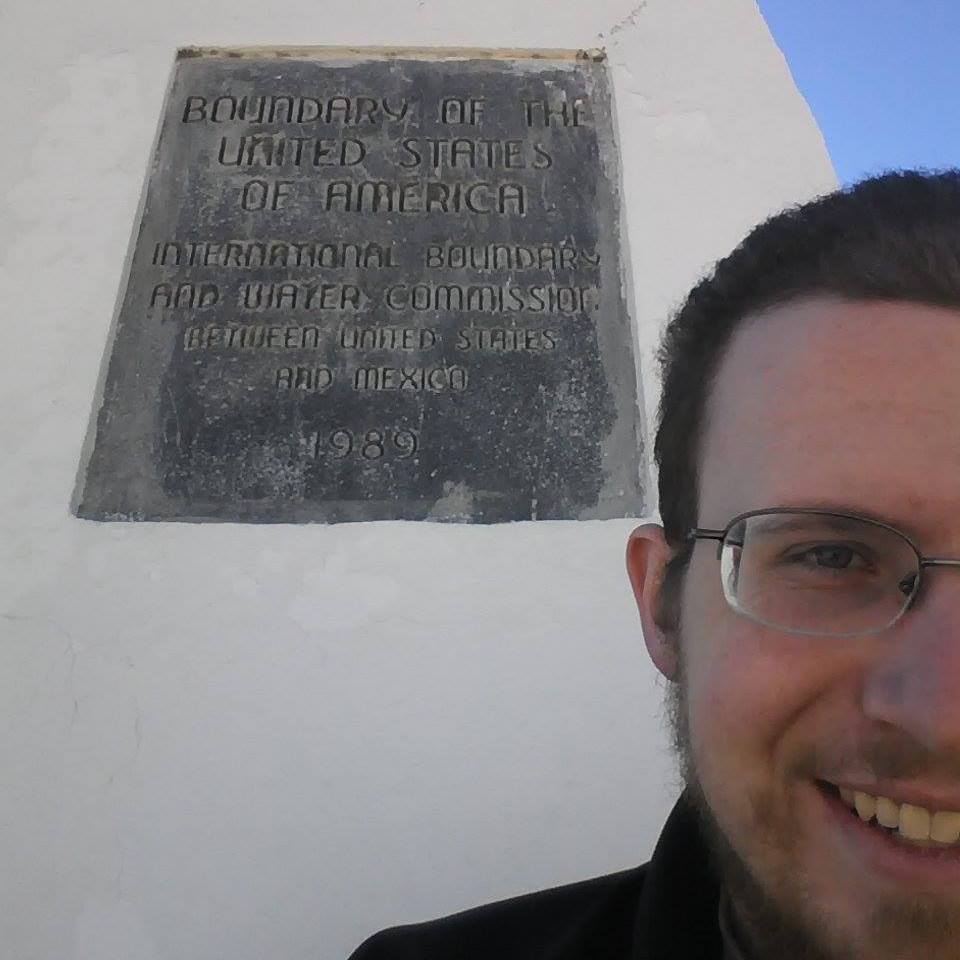 BOUNDARY OF THE
UNITED STATES
OF AMERICA
INTERNATIONAL BOUNDARY
AND WATER COMMISSION
BETWEEN UNITED STATES
AND MEXICO
1989